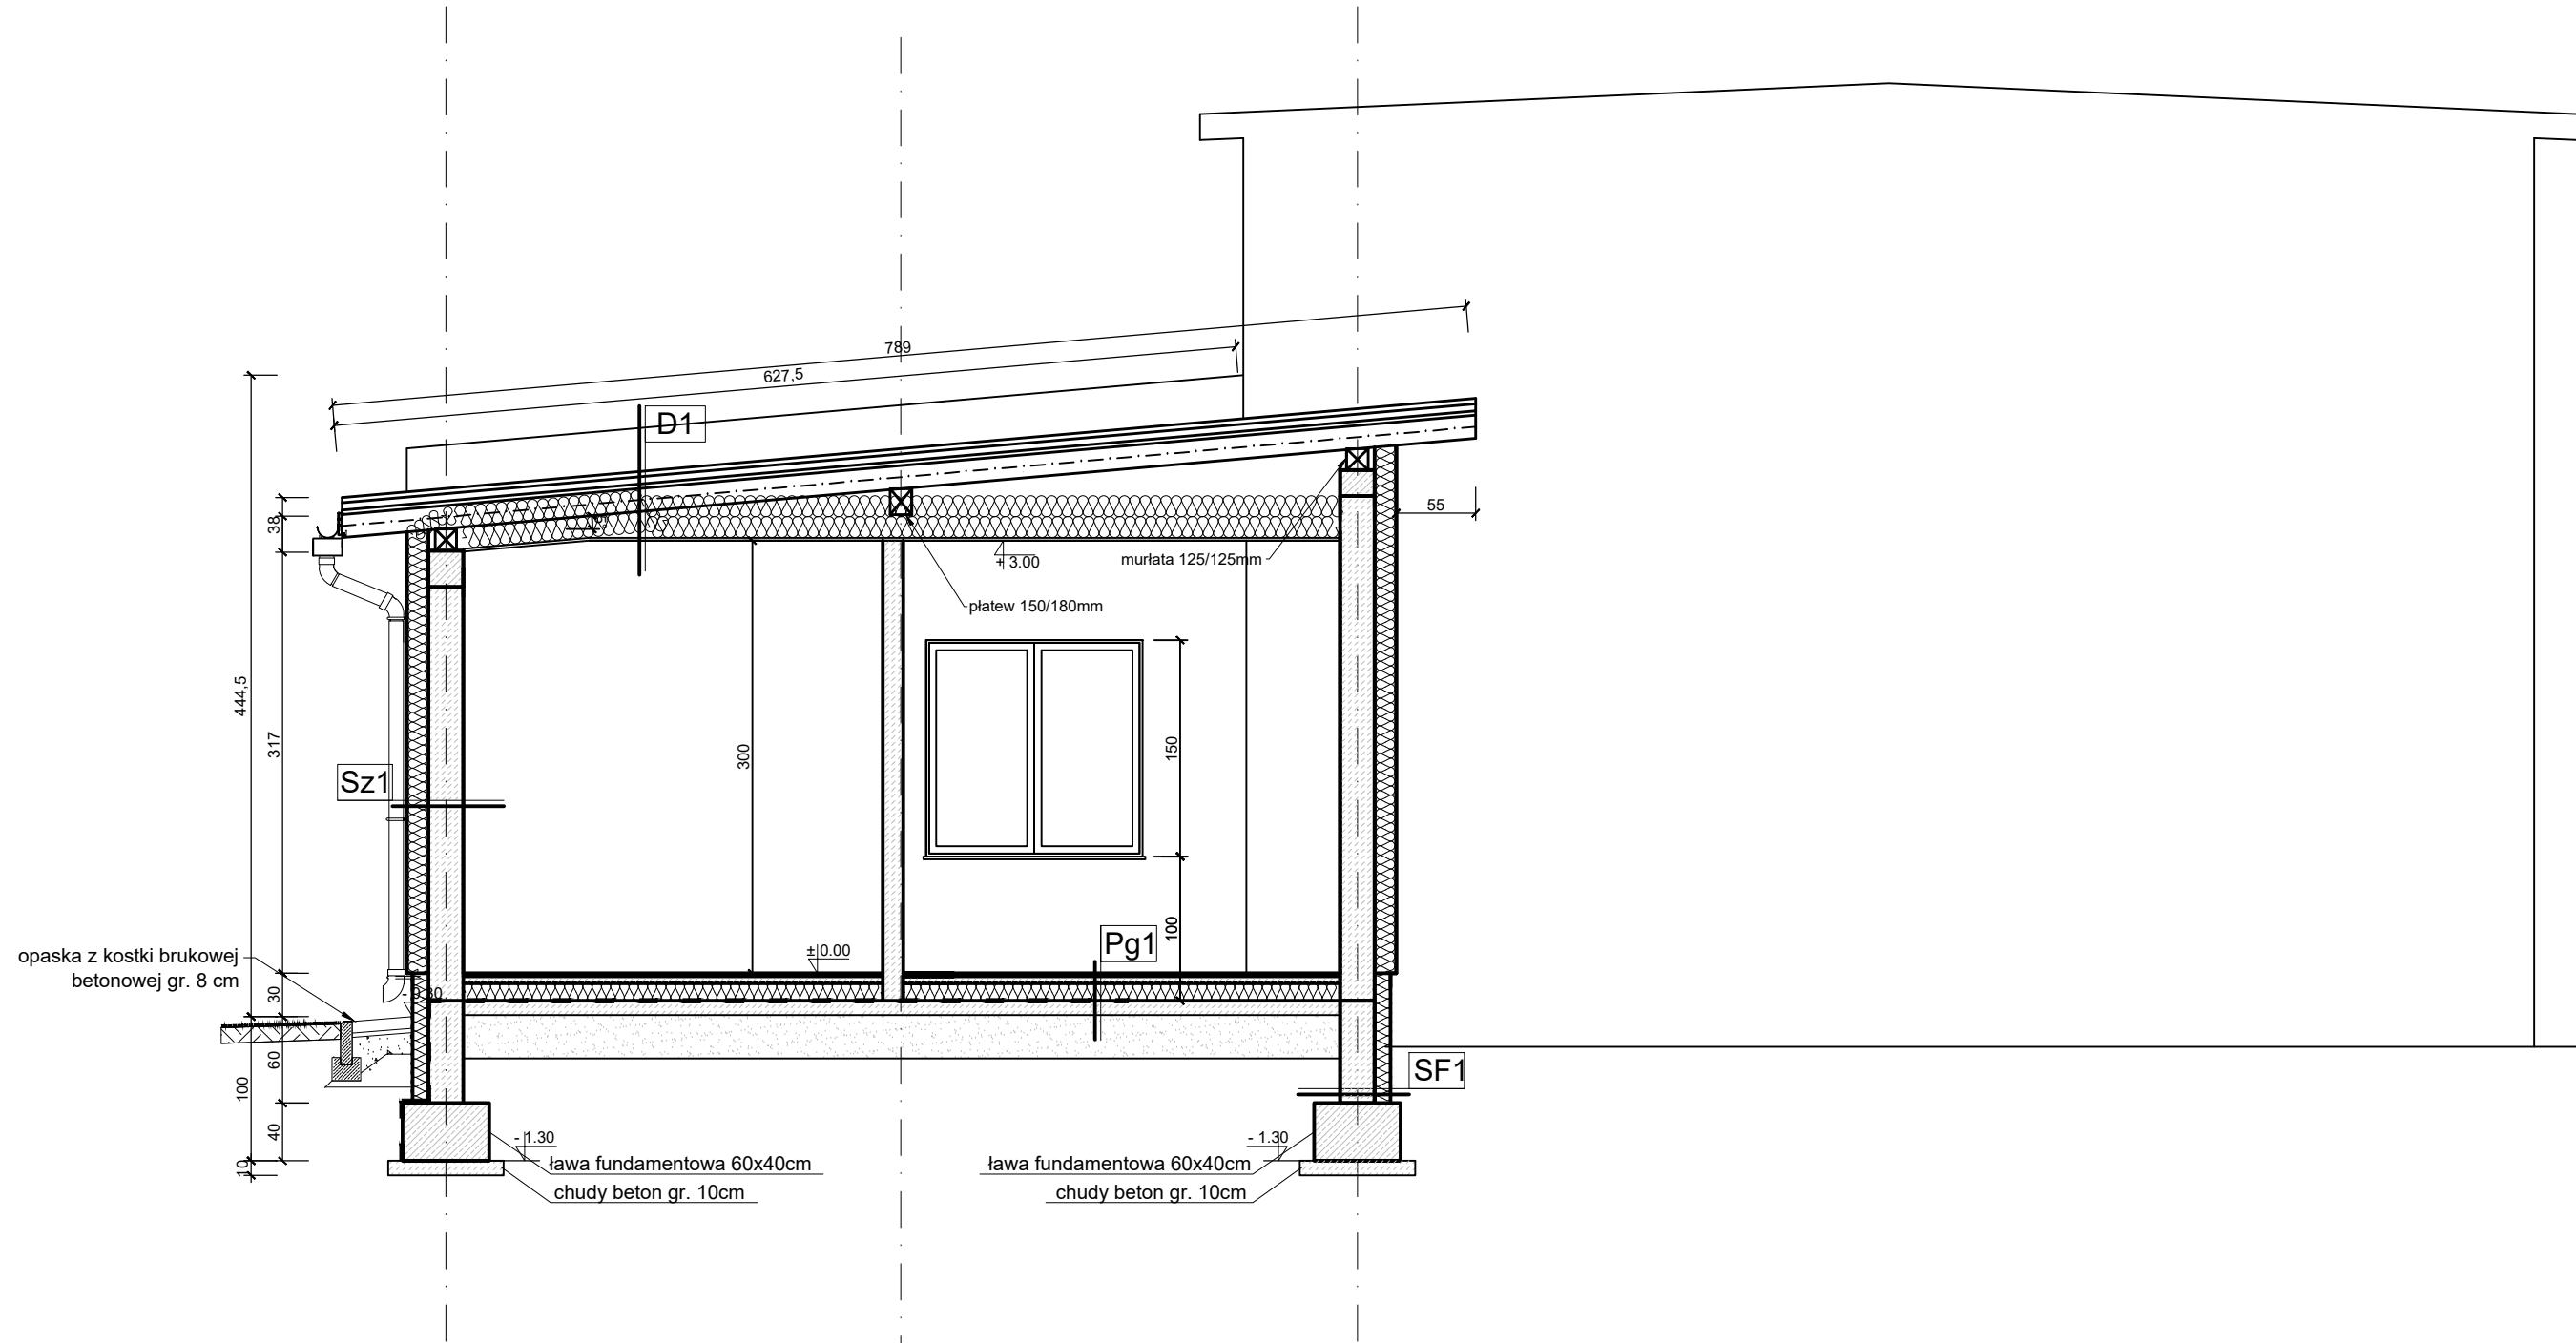 789
627,5
D1
38
55
+ 3.00
murłata 125/125mm
płatew 150/180mm
444,5
317
300
150
Sz1
100
±0.00
Pg1
opaska z kostki brukowej
betonowej gr. 8 cm
30
- 0.30
60
100
SF1
40
- 1.30
- 1.30
10
ława fundamentowa 60x40cm
chudy beton gr. 10cm
ława fundamentowa 60x40cm
chudy beton gr. 10cm